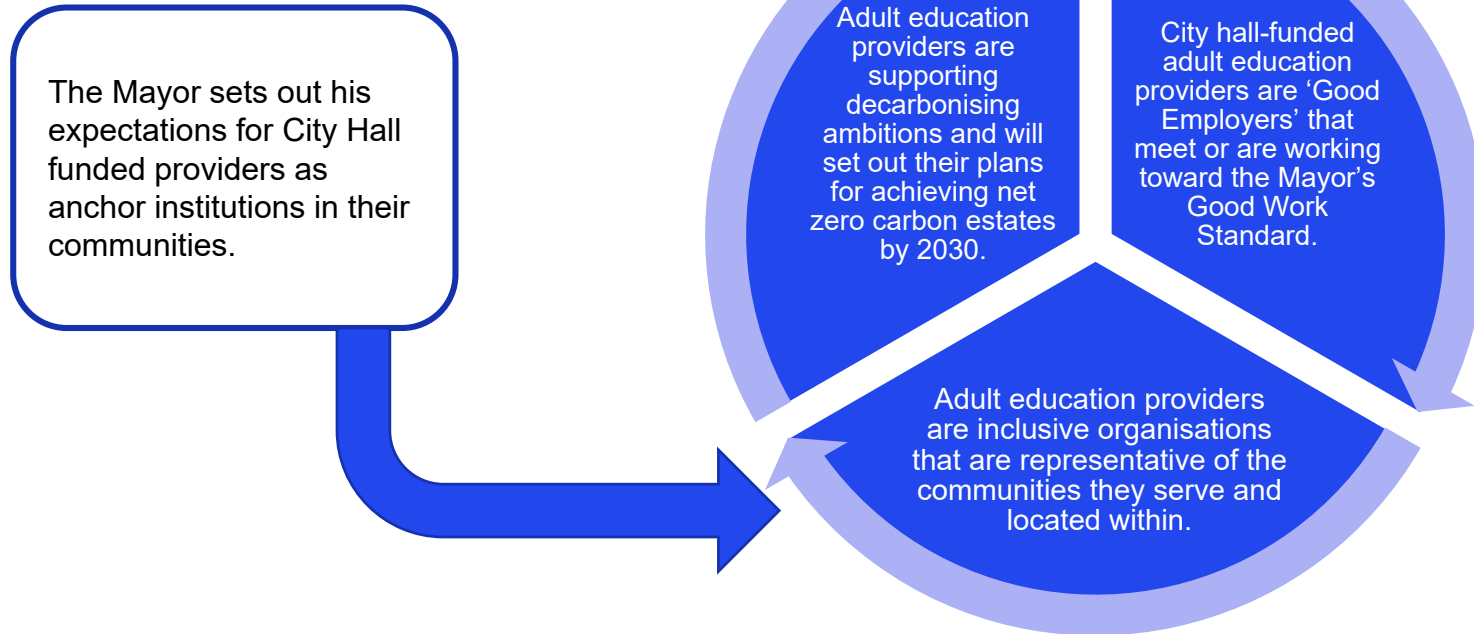 The Mayor sets out his
expectations for City Hall
funded providers as
anchor institutions in their
communities.
Adult education
providers are
supporting
decarbonising
ambitions and will
set out their plans
for achieving net
zero carbon estates
by 2030.
City hall-funded
adult education
providers are ‘Good
Employers’ that
meet or are working
toward the Mayor’s
Good Work
Standard.
Adult education providers
are inclusive organisations
that are representative of the
communities they serve and
located within.